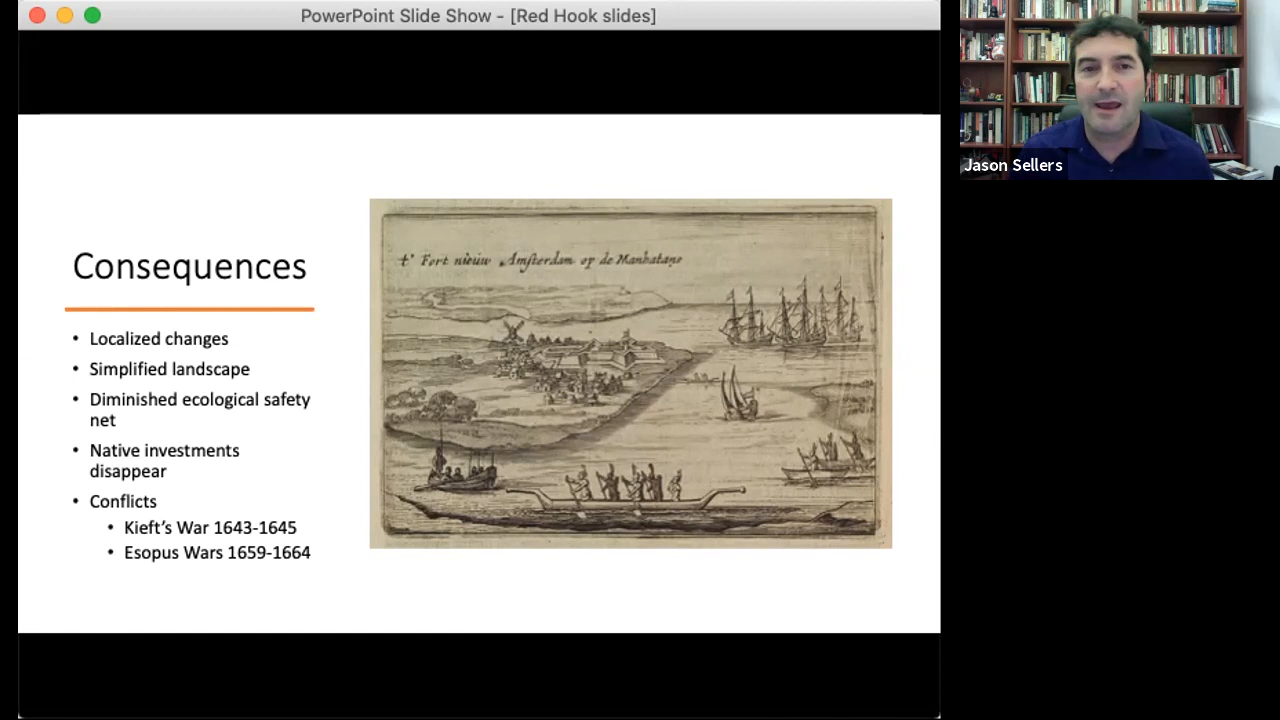 PowerPoint Slide Show - [Red Hook slides]
Jason Sellers
Consequences
• Localized changes
• Simplified landscape
• Diminished ecological safety
net
• Native investments
disappear
• Conflicts
• Kieft's War 1643-1645
• Esopus Wars 1659-1664
t' Fort nieuw Amsterdam op de Manhatans